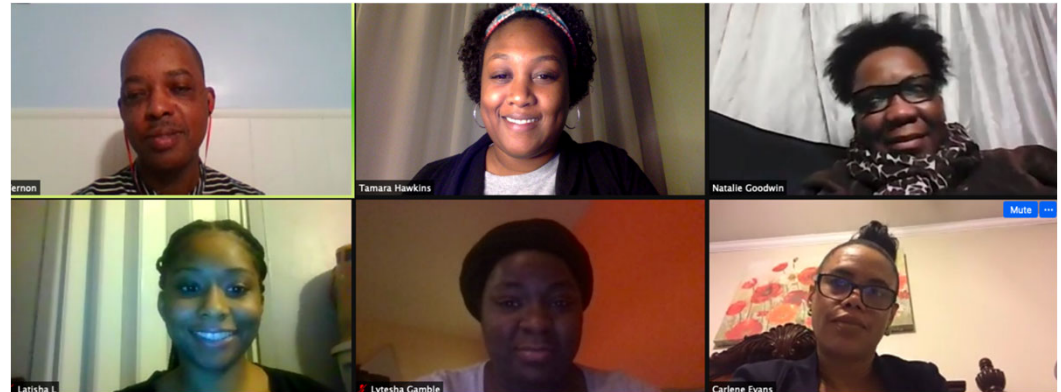 ernon
Tamara Hawkins
Natalie Goodwin
Mute
Latisha L
Lytesha Gamble
Carlene Evans